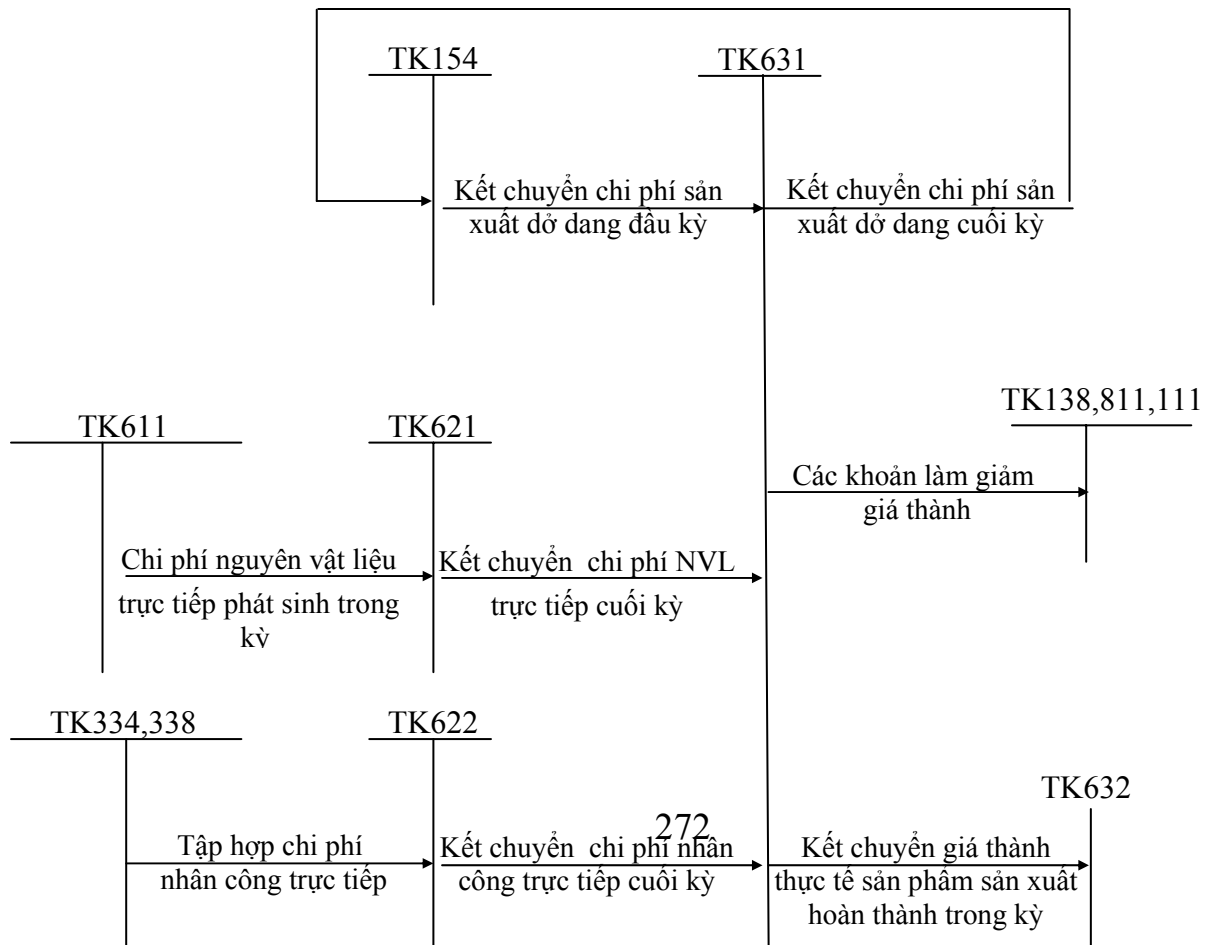 TK154
TK631
Kết chuyển chi phí sản
xuất dở dang đầu kỳ
Kết chuyển chi phí sản
xuất dở dang cuối kỳ
TK138,811,111
TK611
TK621
Các khoản làm giảm
giá thành
Chi phí nguyên vật liệu
trực tiếp phát sinh trong
kỳ
Kết chuyển chi phí NVL
trực tiếp cuối kỳ
TK334,338
TK622
TK632
272
Tập hợp chi phí
nhân công trực tiếp
Kết chuyển chi phí nhân
công trực tiếp cuối kỳ
Kết chuyển giá thành
thực tế sản phẩm sản xuất
hoàn thành trong kỳ